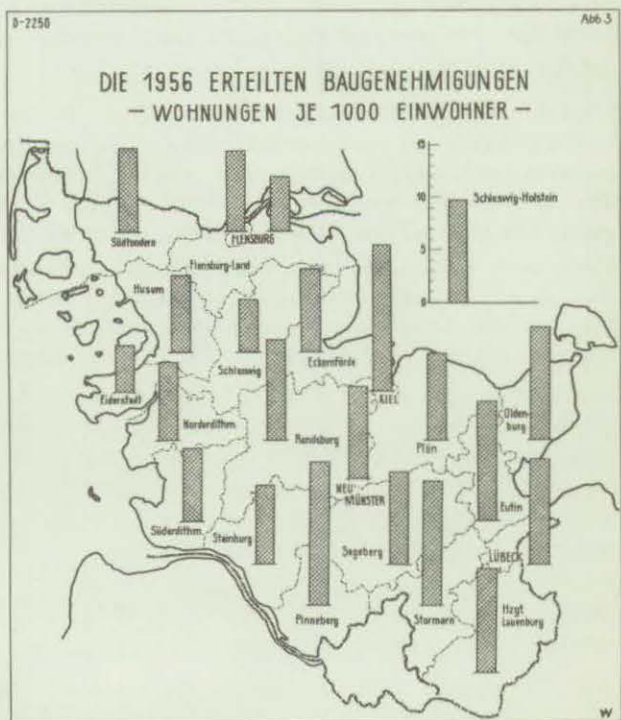 D-2250
Abb.3
DIE 1956 ERTEILTEN BAUGENEHMIGUNGEN
— WOHNUNGEN JE 1000 EINWOHNER —
15
10
5
0
Schleswig-Holstein
Südtondern
FLENSBURG
Flensburg-Land
Husum
Schleswig
Eckernförde
Eiderstedt
KIEL
Olden-
burg
Norderdithm.
Rendsburg
Plön
NEU-
MÜNSTER
Eutin
Süderdithm.
Steinburg
Segeberg
LÜBECK
Pinneberg
Stormarn
Hzgt
Lauenburg
W